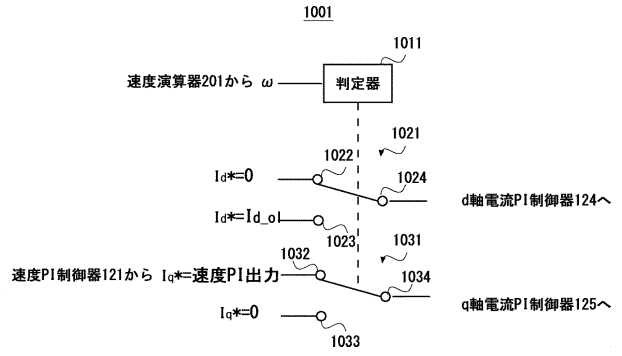 1001
1011
速度演算器201から ω
判定器
1021
1022
Id*=0
1024
d軸電流PI制御器124へ
Id*=Id_ol
1023
1031
1032
速度PI制御器121から Iq*=速度PI出力
1034
q軸電流PI制御器125へ
Iq*=0
1033